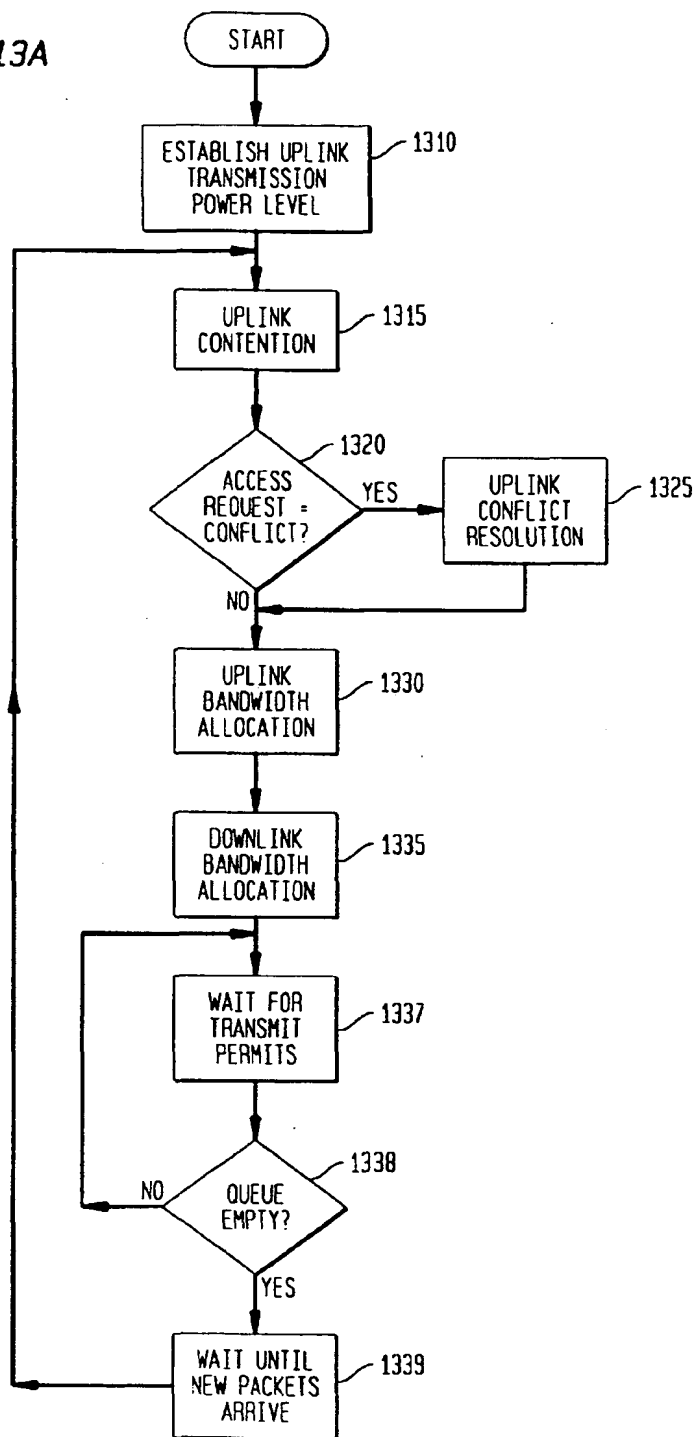 13A
START
ESTABLISH UPLINK
TRANSMISSION
POWER LEVEL
1310
UPLINK
CONTENTION
1315
1320
ACCESS
REQUEST =
CONFLICT?
YES
UPLINK
CONFLICT
RESOLUTION
1325
NO
UPLINK
BANDWIDTH
ALLOCATION
1330
DOWNLINK
BANDWIDTH
ALLOCATION
1335
WAIT FOR
TRANSMIT
PERMITS
1337
1338
NO
QUEUE
EMPTY?
YES
WAIT UNTIL
NEW PACKETS
ARRIVE
1339